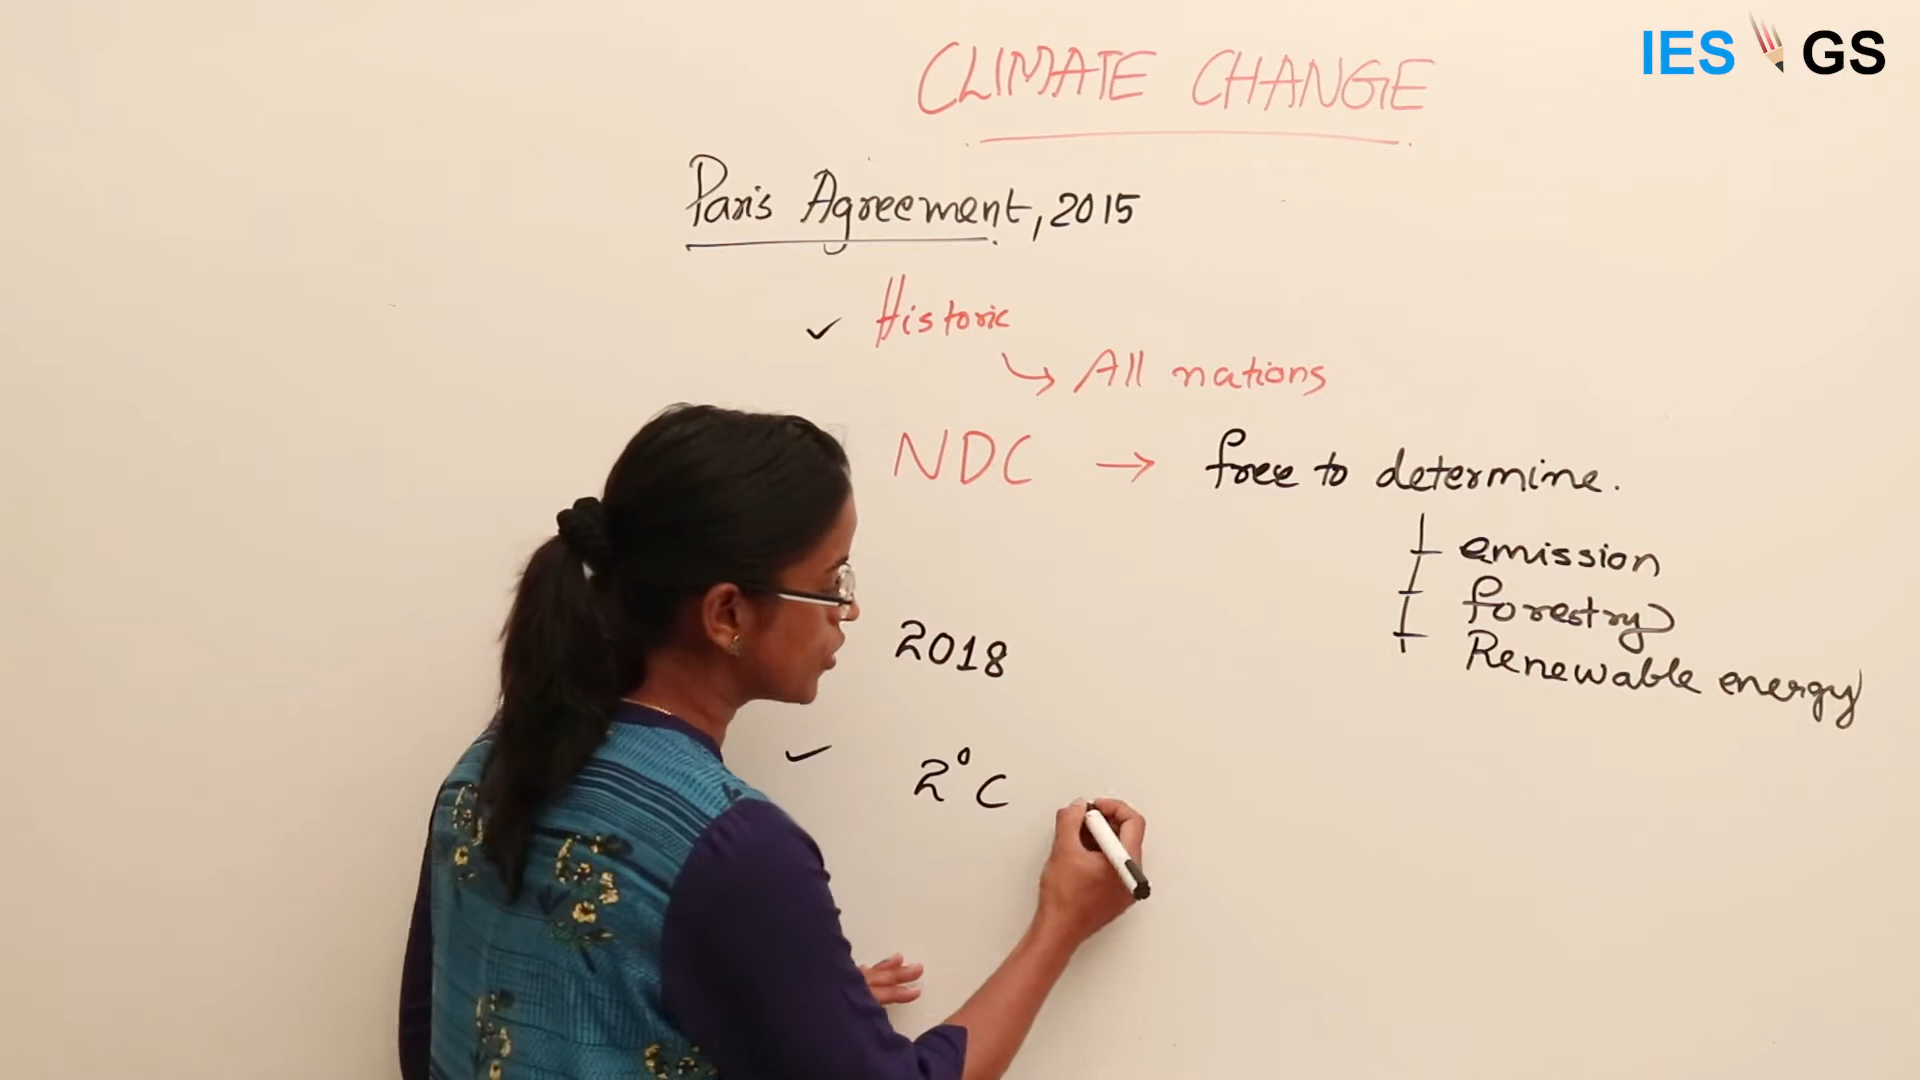 IES GS
CLIMATE CHANGE
Paris Agreement, 2015
✓ Historic
↳ All nations
NDC → free to determine.
emission
forestry
Renewable energy
2018
✓ 2°C